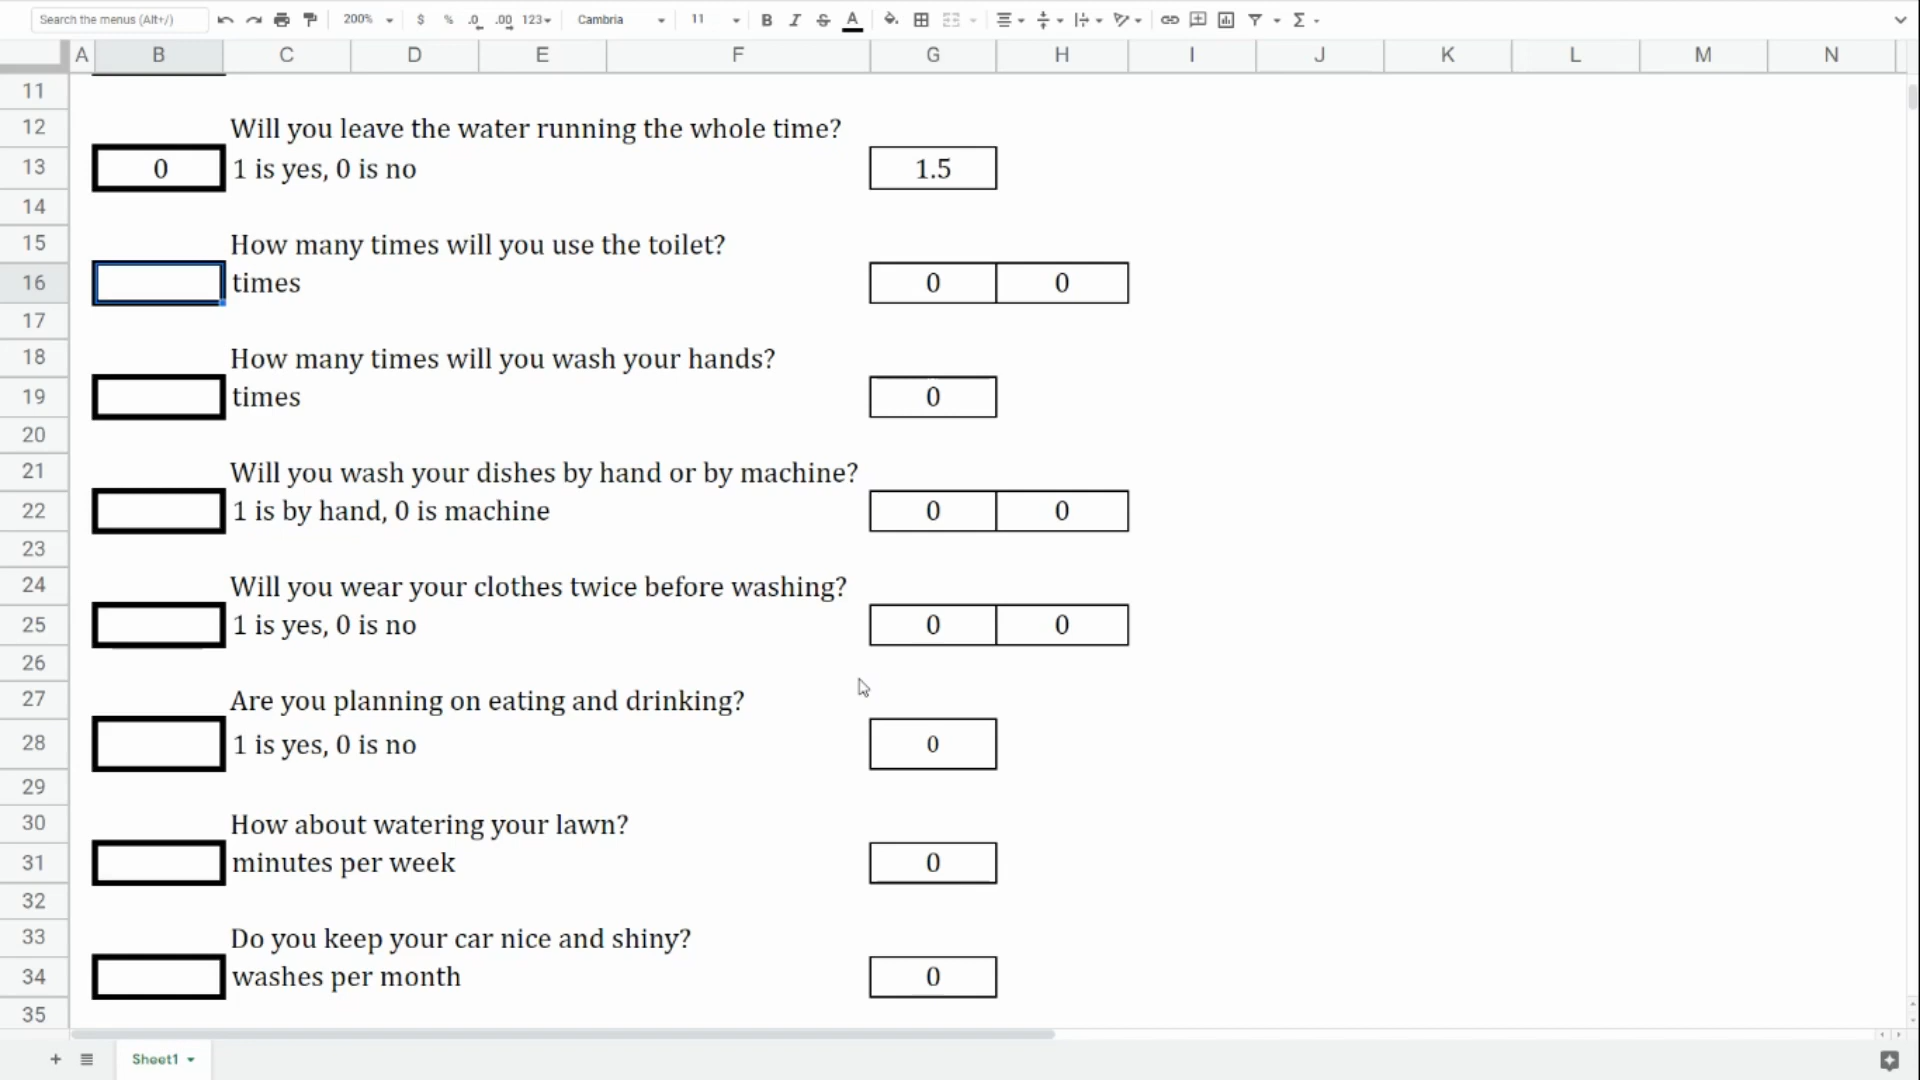 Search the menus (Alt+/) 200% $ % .0 .00 123 Cambria 11 B I S A Σ
A B C D E F G H I J K L M N
11
12 Will you leave the water running the whole time?
13 0 1 is yes, 0 is no 1.5
14
15 How many times will you use the toilet?
16 times 0 0
17
18 How many times will you wash your hands?
19 times 0
20
21 Will you wash your dishes by hand or by machine?
22 1 is by hand, 0 is machine 0 0
23
24 Will you wear your clothes twice before washing?
25 1 is yes, 0 is no 0 0
26
27 Are you planning on eating and drinking?
28 1 is yes, 0 is no 0
29
30 How about watering your lawn?
31 minutes per week 0
32
33 Do you keep your car nice and shiny?
34 washes per month 0
35
+ Sheet1